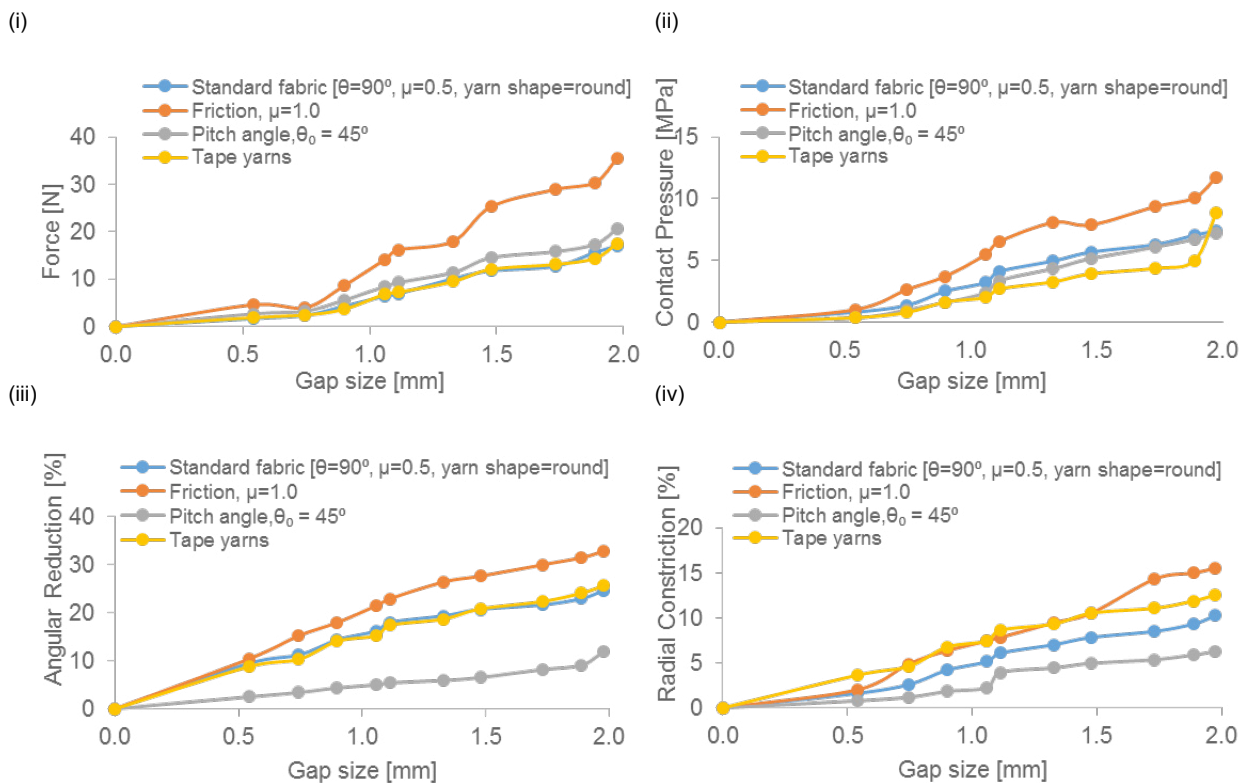 (i)
Standard fabric [θ=90º, μ=0.5, yarn shape=round]
Friction, μ=1.0
Pitch angle,θ₀ = 45º
Tape yarns
Force [N]
40
30
20
10
0
0.0 0.5 1.0 1.5 2.0
Gap size [mm]
(ii)
Standard fabric [θ=90º, μ=0.5, yarn shape=round]
Friction, μ=1.0
Pitch angle,θ₀ = 45º
Tape yarns
Contact Pressure [MPa]
15
10
5
0
0.0 0.5 1.0 1.5 2.0
Gap size [mm]
(iii)
Standard fabric [θ=90º, μ=0.5, yarn shape=round]
Friction, μ=1.0
Pitch angle,θ₀ = 45º
Tape yarns
Angular Reduction [%]
40
30
20
10
0
0.0 0.5 1.0 1.5 2.0
Gap size [mm]
(iv)
Standard fabric [θ=90º, μ=0.5, yarn shape=round]
Friction, μ=1.0
Pitch angle,θ₀ = 45º
Tape yarns
Radial Constriction [%]
20
15
10
5
0
0.0 0.5 1.0 1.5 2.0
Gap size [mm]